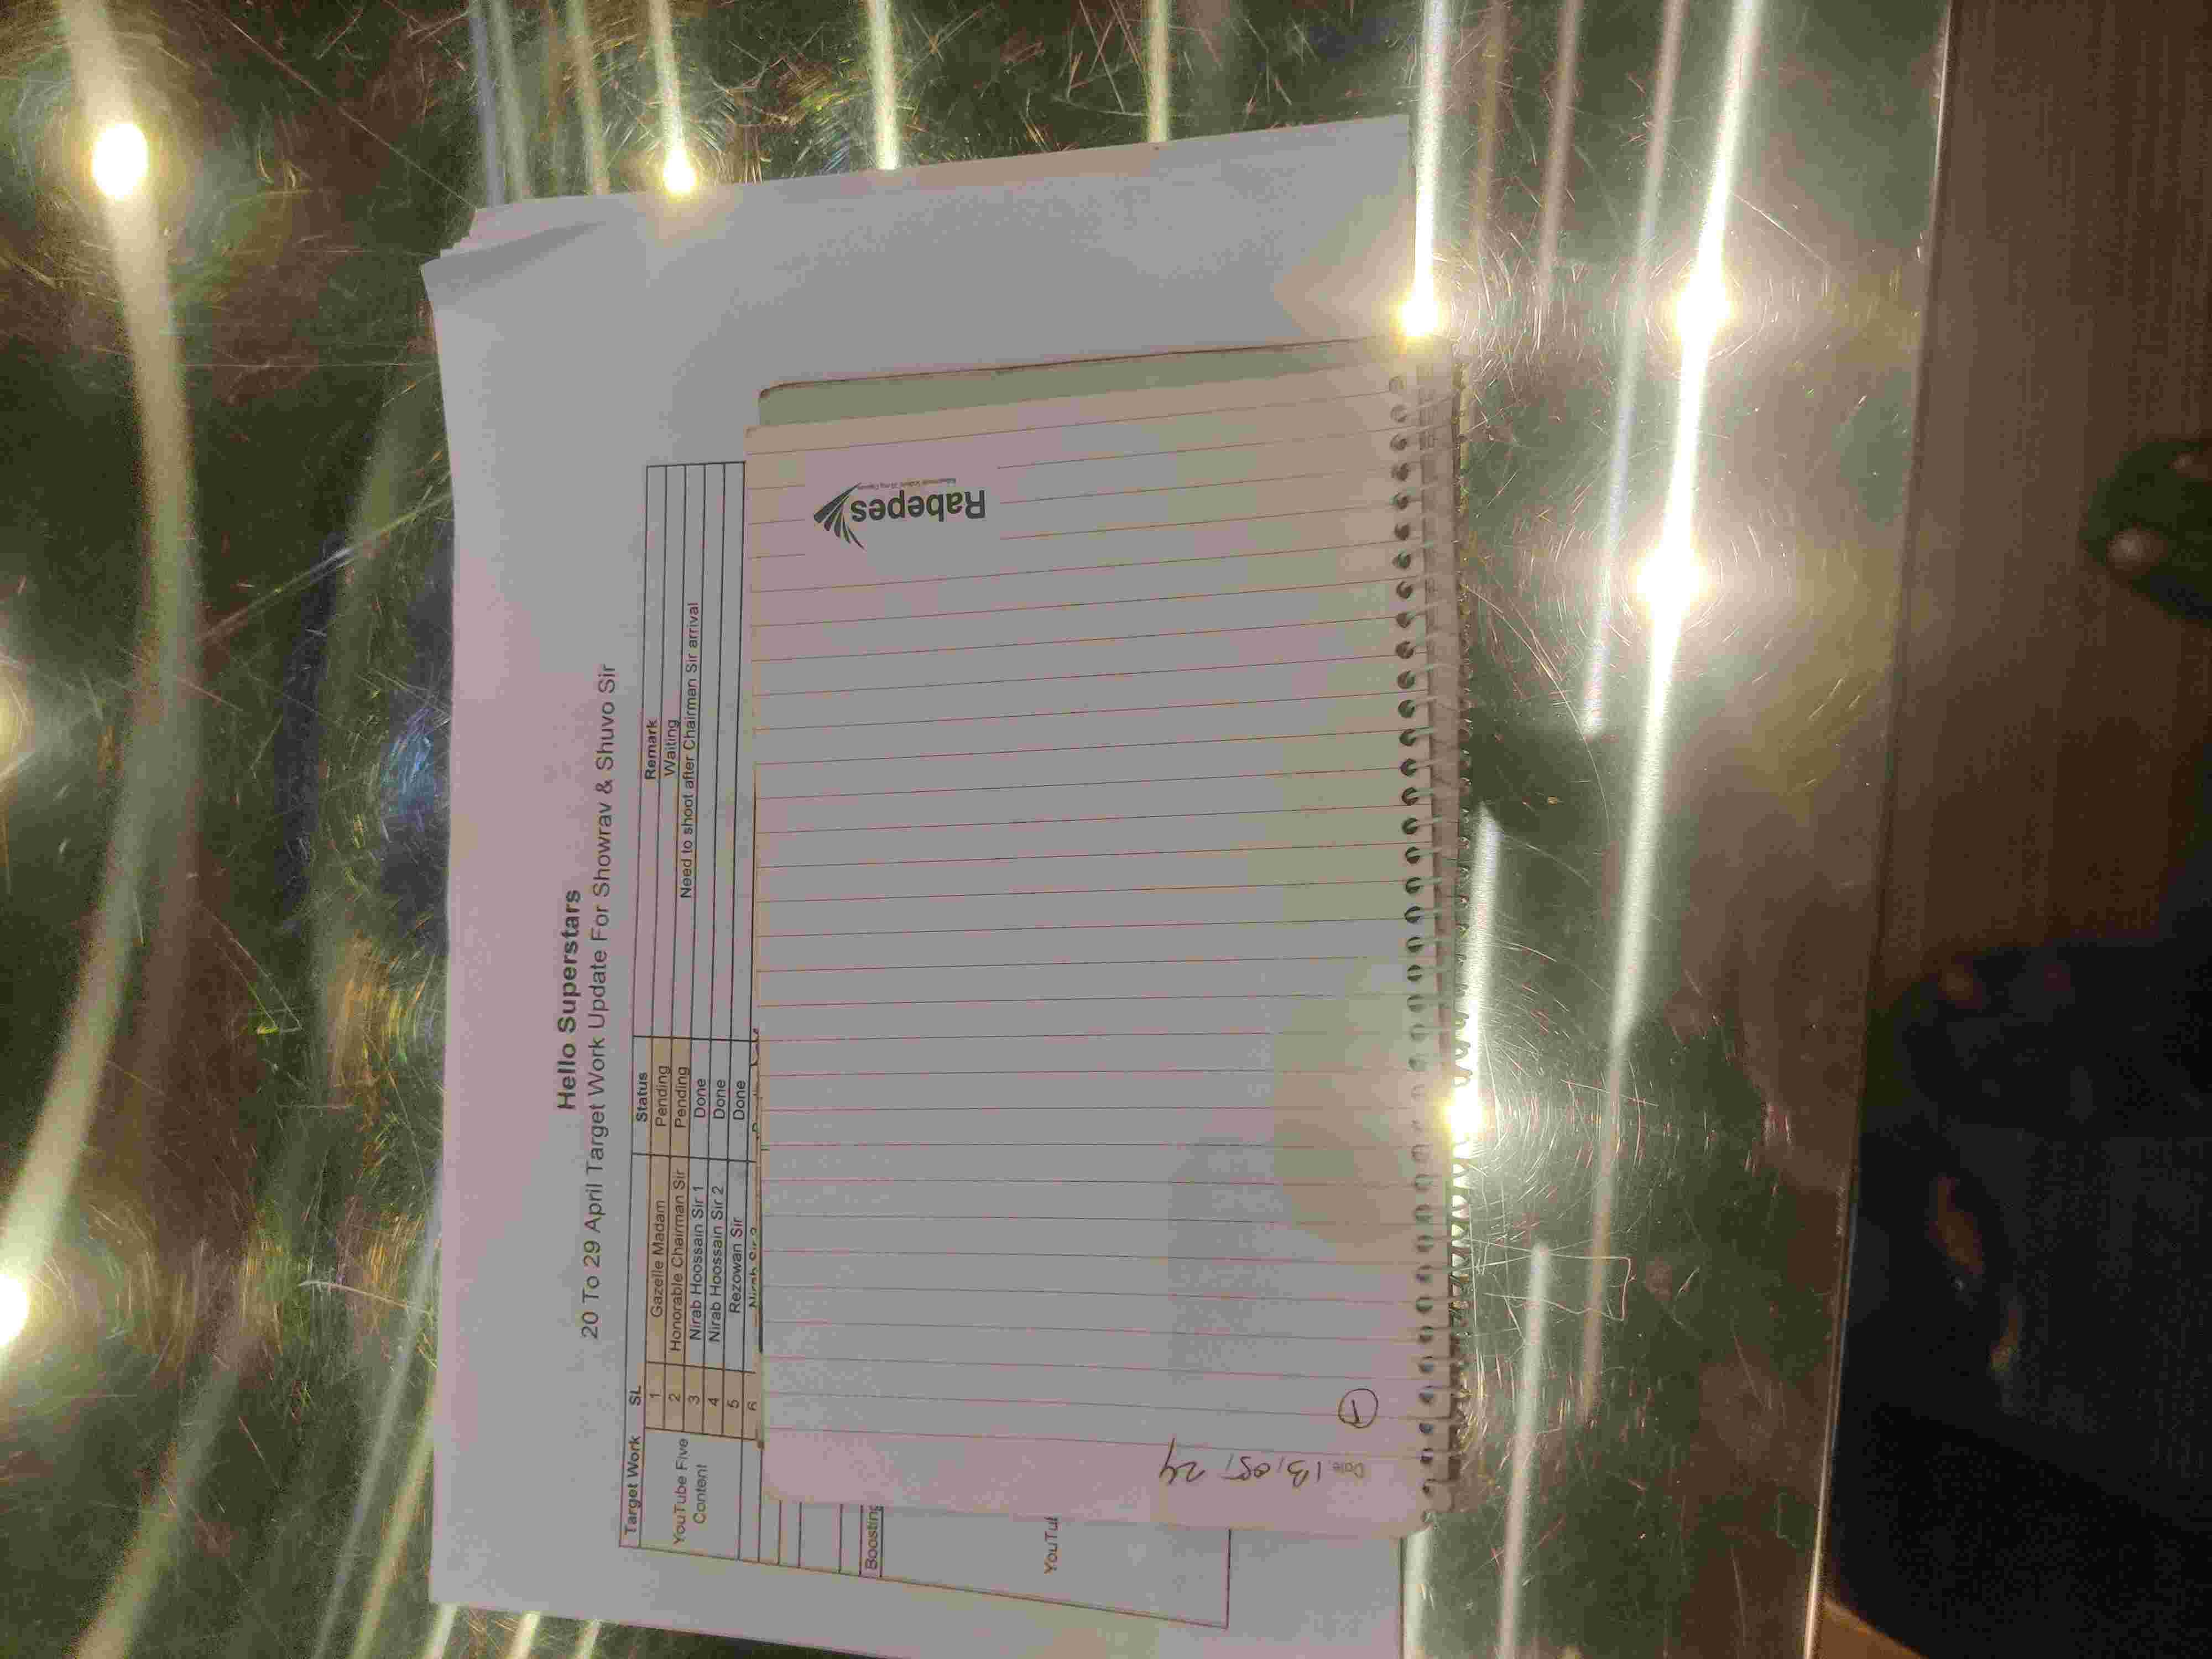 Hello Superstars
20 To 29 April Target Work Update For Showrav & Shuvo Sir
Target Work SL Status Remark
YouTube Five Content
1 Gazelle Madam Pending Waiting
2 Honorable Chairman Sir Pending Need to shoot after Chairman Sir arrival
3 Nirab Hoossain Sir 1 Done
4 Nirab Hoossain Sir 2 Done
5 Rezowan Sir Done
6 Nirab Sir 3
Boosting
YouTu
Date: 13,05,24
1
Rabepes